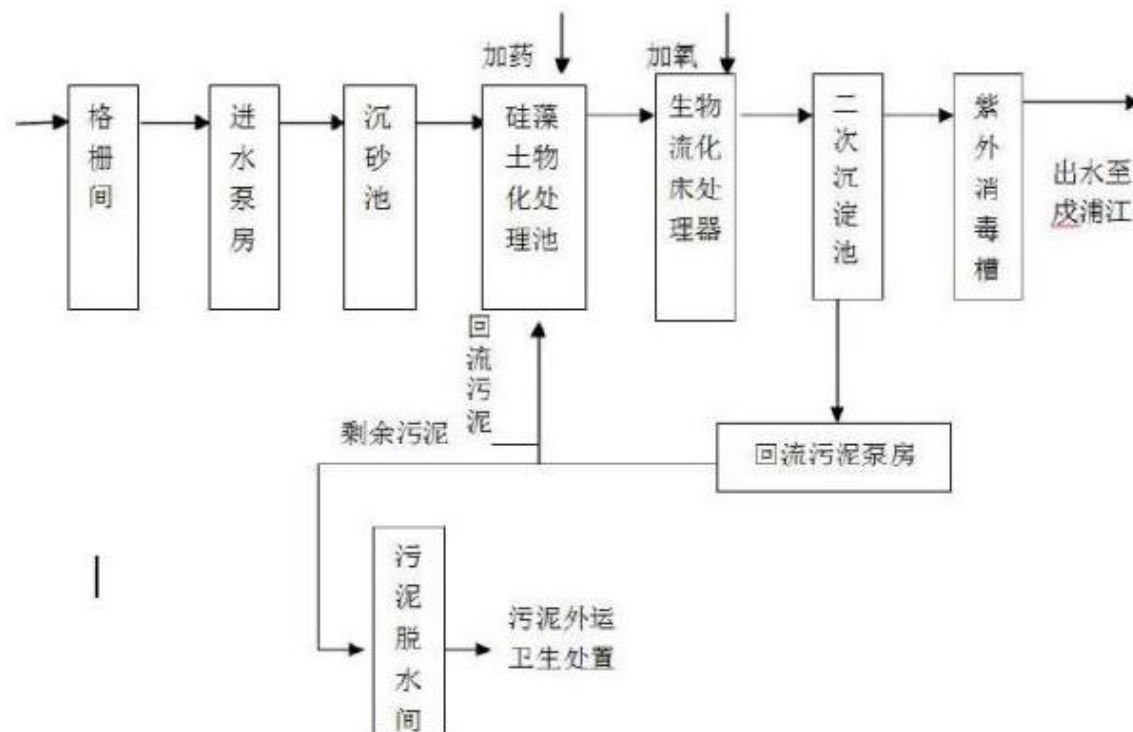 加药
加氧
格栅间
进水泵房
沉砂池
硅藻
土物
化处
理池
生物
流化
床处
理器
二次沉淀池
紫外消毒槽
出水至
戍浦江
回流污泥
剩余污泥
回流污泥泵房
污泥脱水间
污泥外运
卫生处置